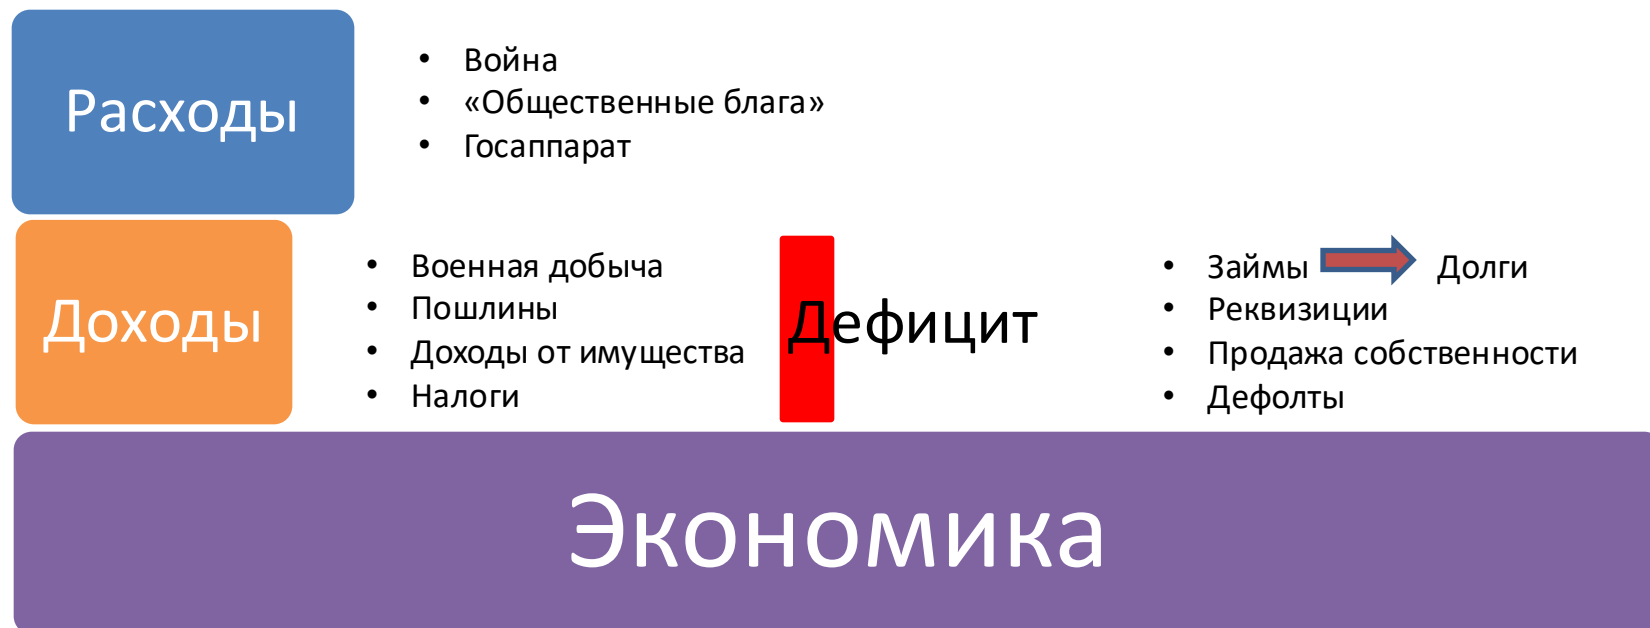 Расходы
• Война
• «Общественные блага»
• Госаппарат
Доходы
• Военная добыча
• Пошлины
• Доходы от имущества
• Налоги
Дефицит
• Займы Долги
• Реквизиции
• Продажа собственности
• Дефолты
Экономика